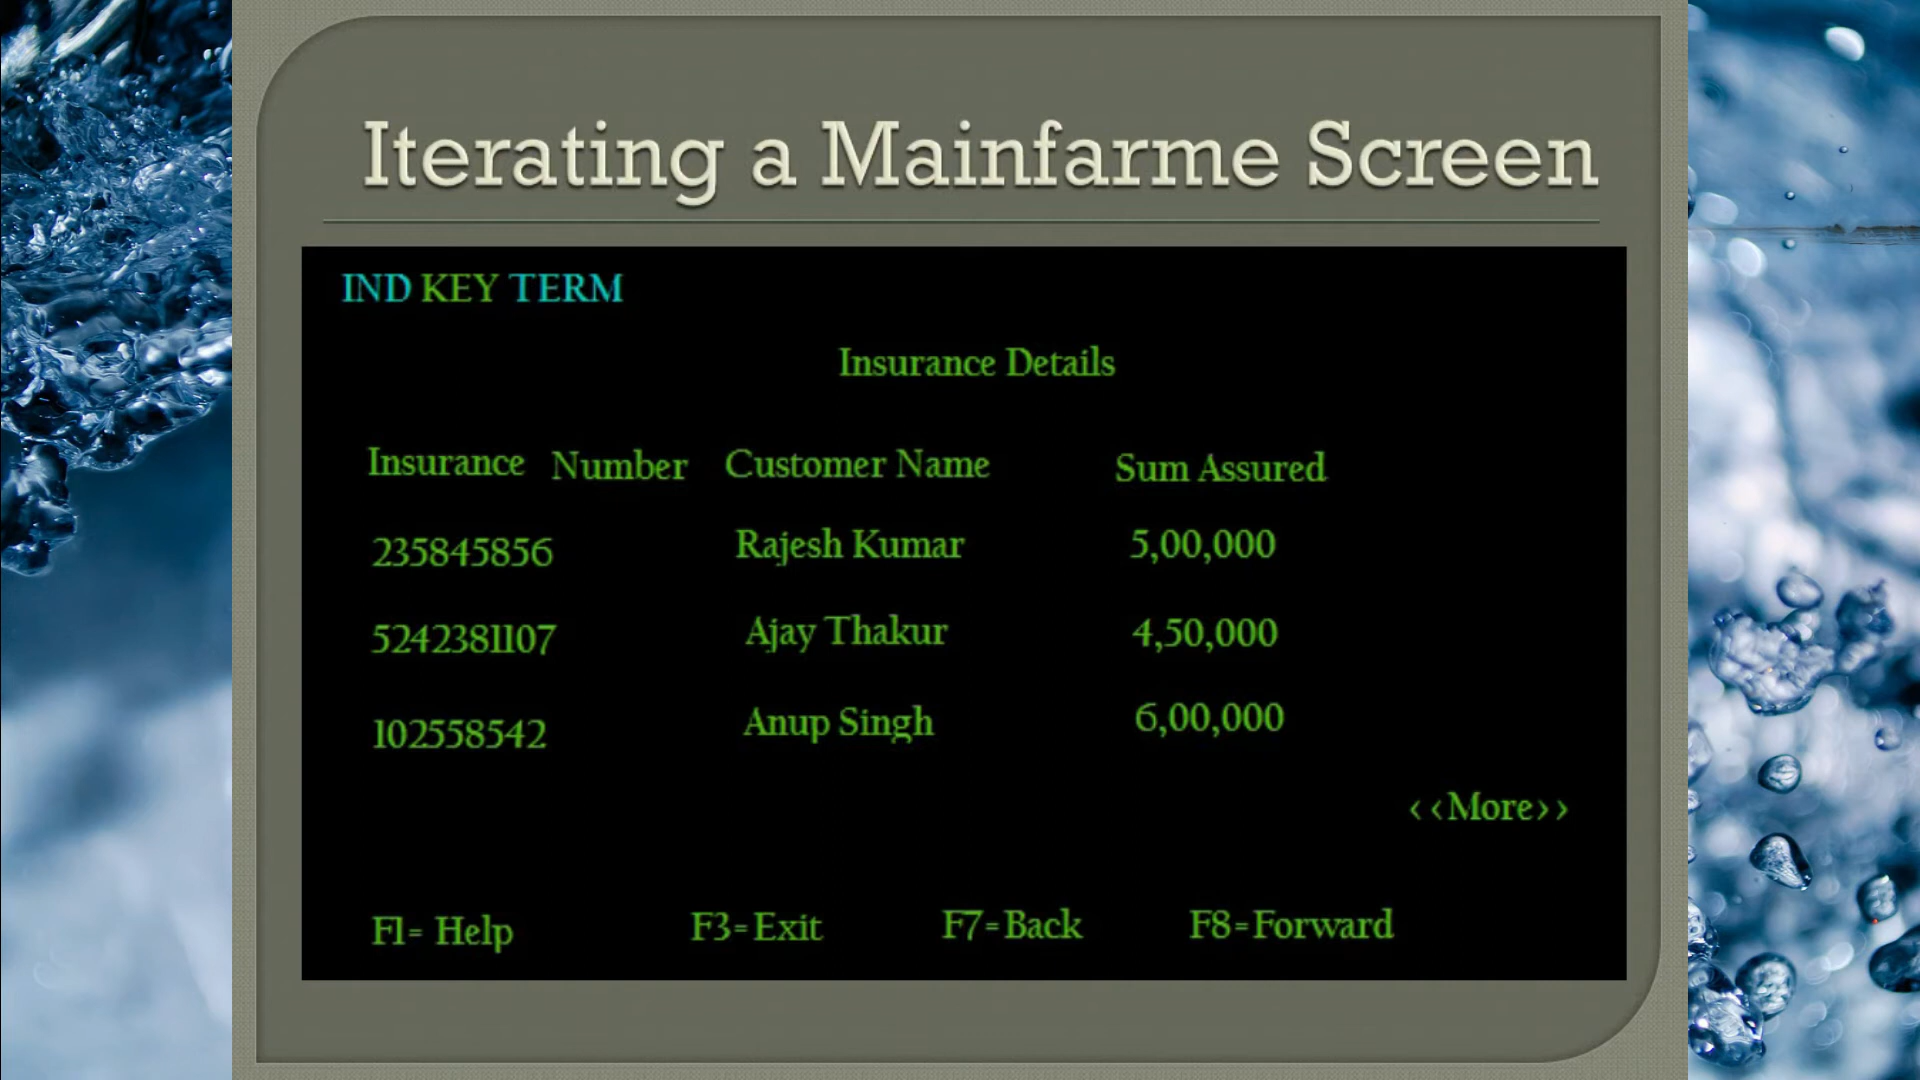 Iterating a Mainfarme Screen
IND KEY TERM
Insurance Details
Insurance Number Customer Name Sum Assured
235845856 Rajesh Kumar 5,00,000
5242381107 Ajay Thakur 4,50,000
102558542 Anup Singh 6,00,000
<<More>>
F1= Help F3=Exit F7=Back F8=Forward